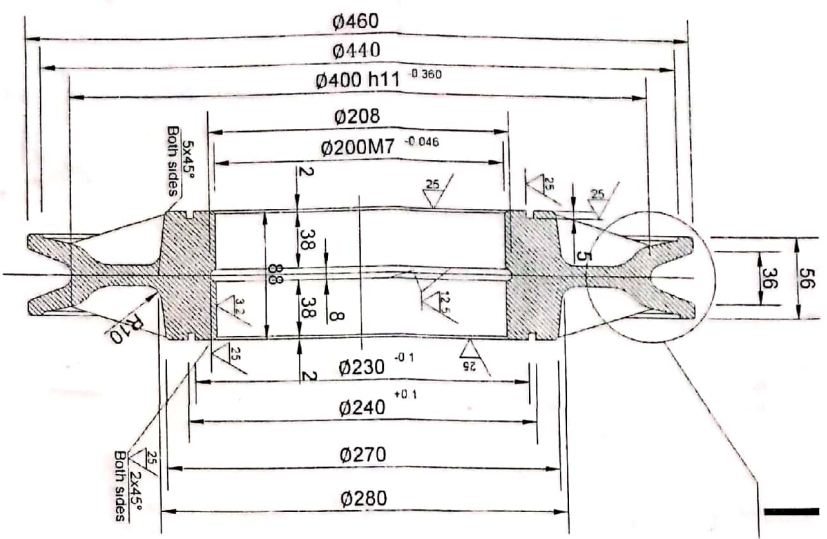 Ø460
Ø440
Ø400 h11 -0.360
Ø208
Ø200M7 -0.046
5x45°
Both sides
2
25
25
25
38
88
5
36
56
38
8
3.2
12.5
R10
25
25
2
Ø230 -0.1
Ø240 +0.1
Ø270
Ø280
25
2x45°
Both sides